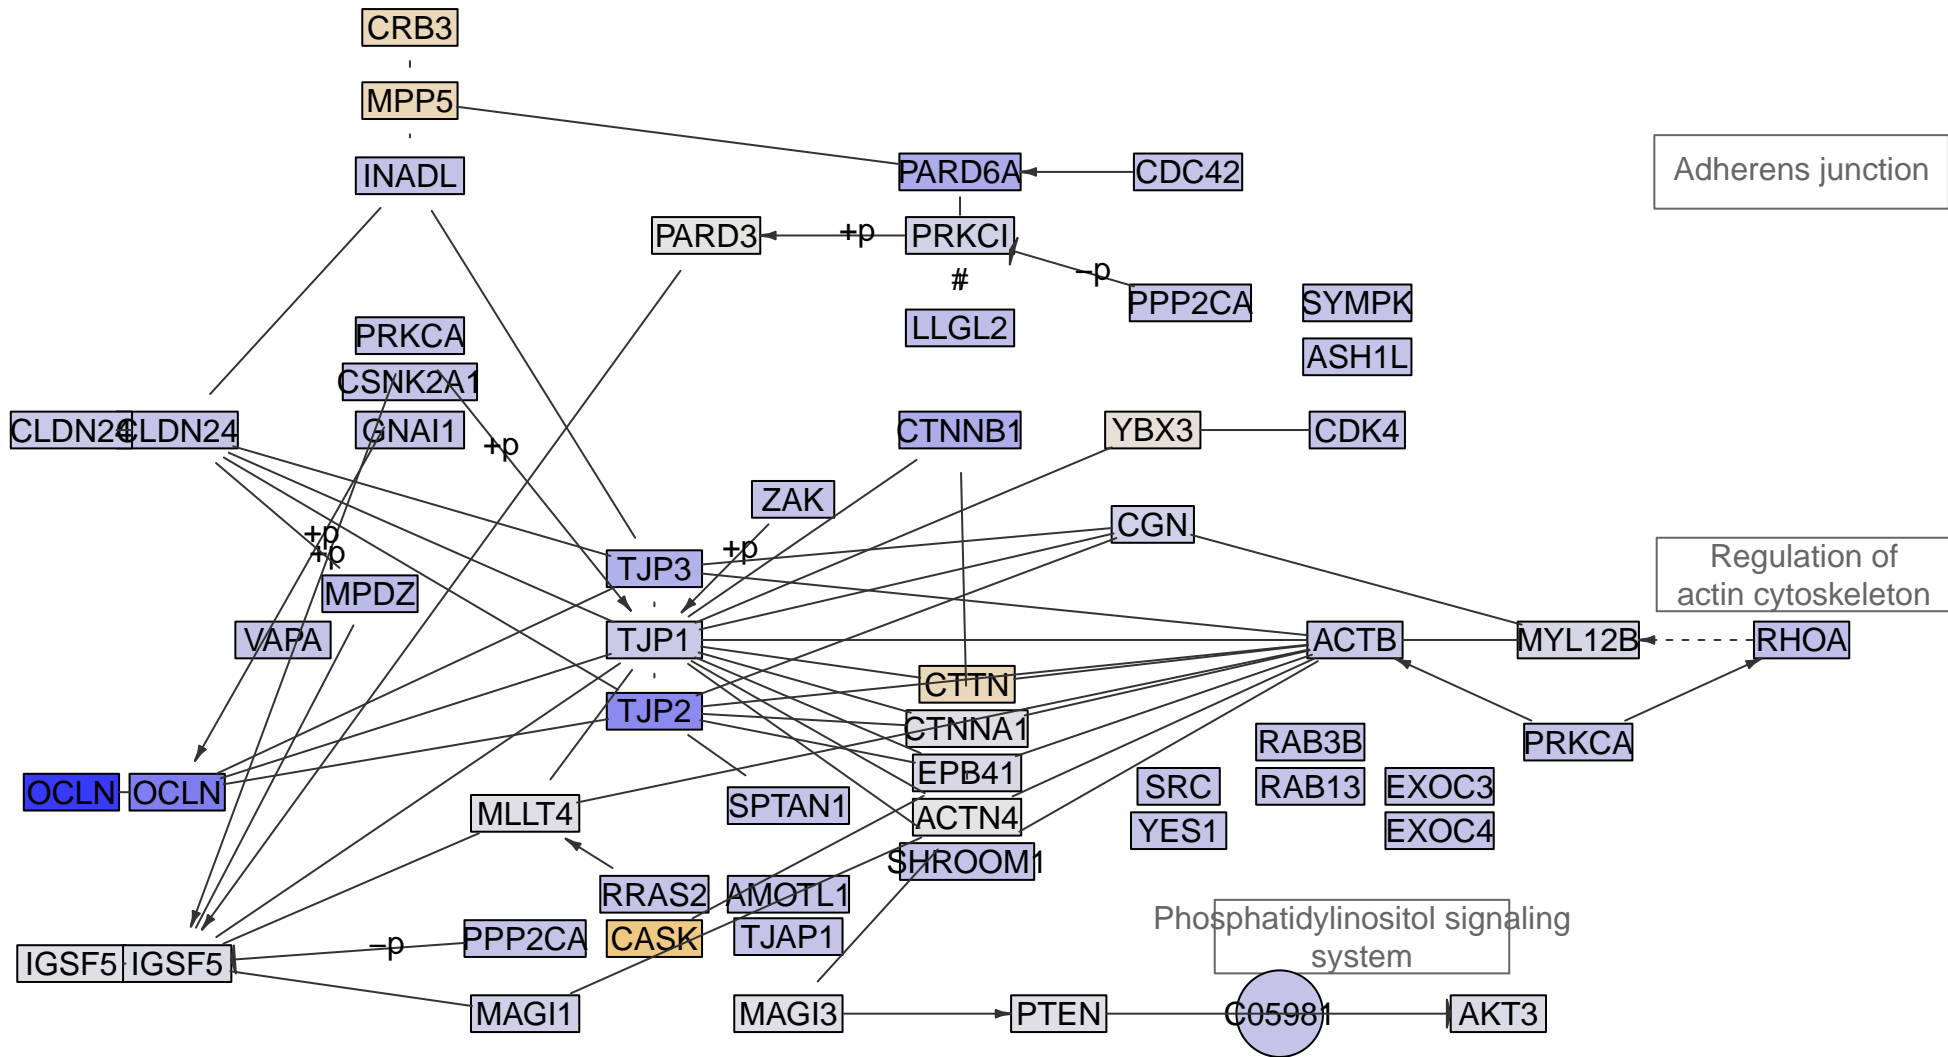 CRB3
MPP5
INADL
PARD6A
CDC42
Adherens junction
PARD3
+p
PRKCI
#
−p
PPP2CA
SYMPK
LLGL2
ASH1L
PRKCA
CSNK2A1
GNAI1
CLDN24
CLDN24
+p
CTNNB1
YBX3
CDK4
ZAK
CGN
+p
+p
+p
TJP3
MPDZ
Regulation of
actin cytoskeleton
VAPA
TJP1
ACTB
MYL12B
RHOA
CTTN
TJP2
CTNNA1
RAB3B
PRKCA
EPB41
OCLN
OCLN
SRC
RAB13
EXOC3
MLLT4
SPTAN1
ACTN4
YES1
EXOC4
SHROOM1
RRAS2
AMOTL1
Phosphatidylinositol signaling
system
PPP2CA
−p
CASK
TJAP1
IGSF5
IGSF5
MAGI1
MAGI3
PTEN
C05981
AKT3